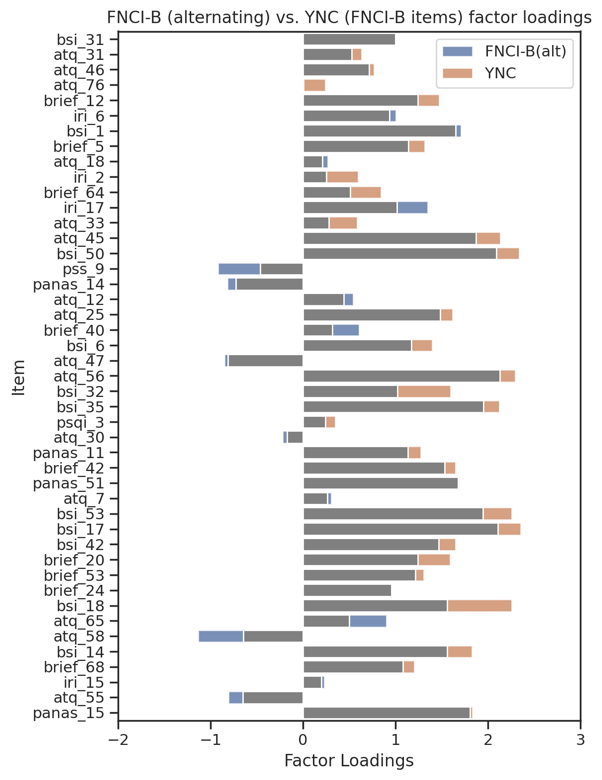 FNCI-B (alternating) vs. YNC (FNCI-B items) factor loadings
FNCI-B(alt)
YNC
Item
bsi_31
atq_31
atq_46
atq_76
brief_12
iri_6
bsi_1
brief_5
atq_18
iri_2
brief_64
iri_17
atq_33
atq_45
bsi_50
pss_9
panas_14
atq_12
atq_25
brief_40
bsi_6
atq_47
atq_56
bsi_32
bsi_35
psqi_3
atq_30
panas_11
brief_42
panas_51
atq_7
bsi_53
bsi_17
bsi_42
brief_20
brief_53
brief_24
bsi_18
atq_65
atq_58
bsi_14
brief_68
iri_15
atq_55
panas_15
−2 −1 0 1 2 3
Factor Loadings